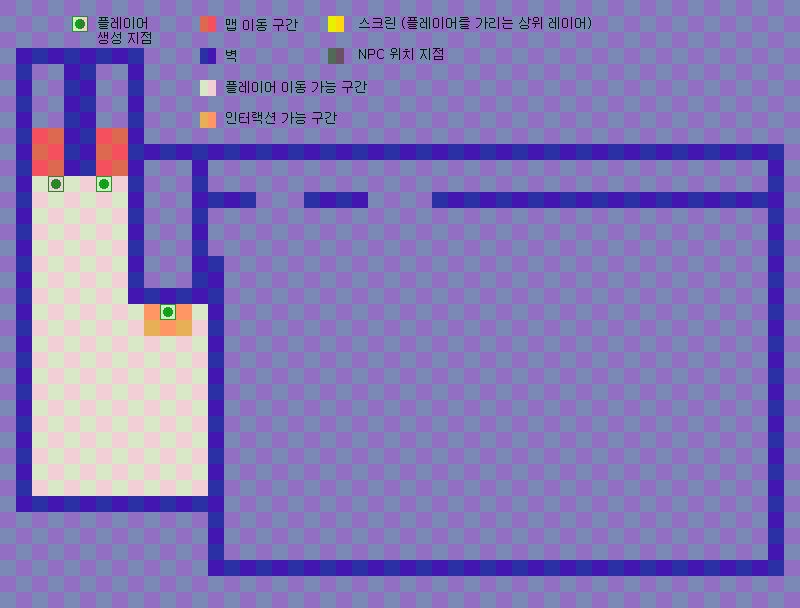 플레이어
생성 지점
맵 이동 구간
스크린 (플레이어를 가리는 상위 레이어)
벽
NPC 위치 지점
플레이어 이동 가능 구간
인터랙션 가능 구간